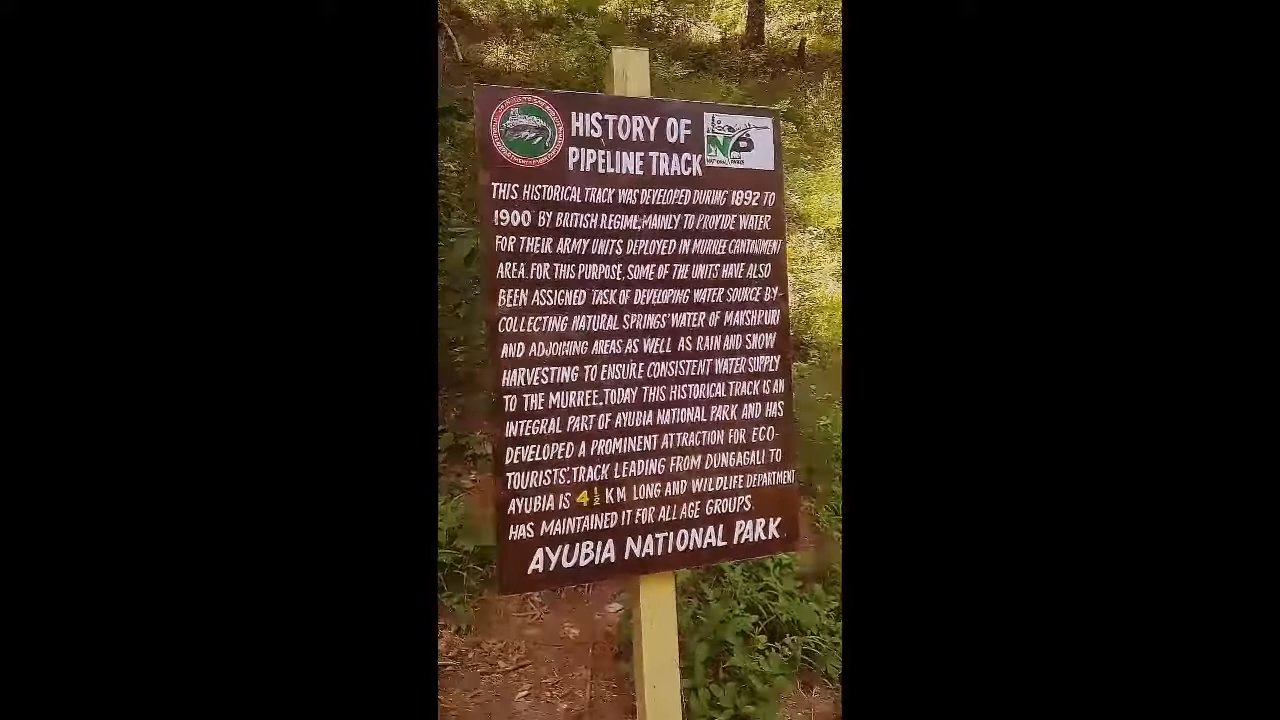 HISTORY OF
PIPELINE TRACK
NATIONAL PARKS
THIS HISTORICAL TRACK WAS DEVELOPED DURING 1892 TO
1900 BY BRITISH REGIME, MAINLY TO PROVIDE WATER
FOR THEIR ARMY UNITS DEPLOYED IN MURREE CANTONMENT
AREA. FOR THIS PURPOSE, SOME OF THE UNITS HAVE ALSO
BEEN ASSIGNED TASK OF DEVELOPING WATER SOURCE BY-
COLLECTING NATURAL SPRINGS' WATER OF MAKSHPURI
AND ADJOINING AREAS AS WELL AS RAIN AND SNOW
HARVESTING TO ENSURE CONSISTENT WATER SUPPLY
TO THE MURREE. TODAY THIS HISTORICAL TRACK IS AN
INTEGRAL PART OF AYUBIA NATIONAL PARK AND HAS
DEVELOPED A PROMINENT ATTRACTION FOR ECO-
TOURISTS'. TRACK LEADING FROM DUNGAGALI TO
AYUBIA IS 4½ KM LONG AND WILDLIFE DEPARTMENT
HAS MAINTAINED IT FOR ALL AGE GROUPS.
AYUBIA NATIONAL PARK.